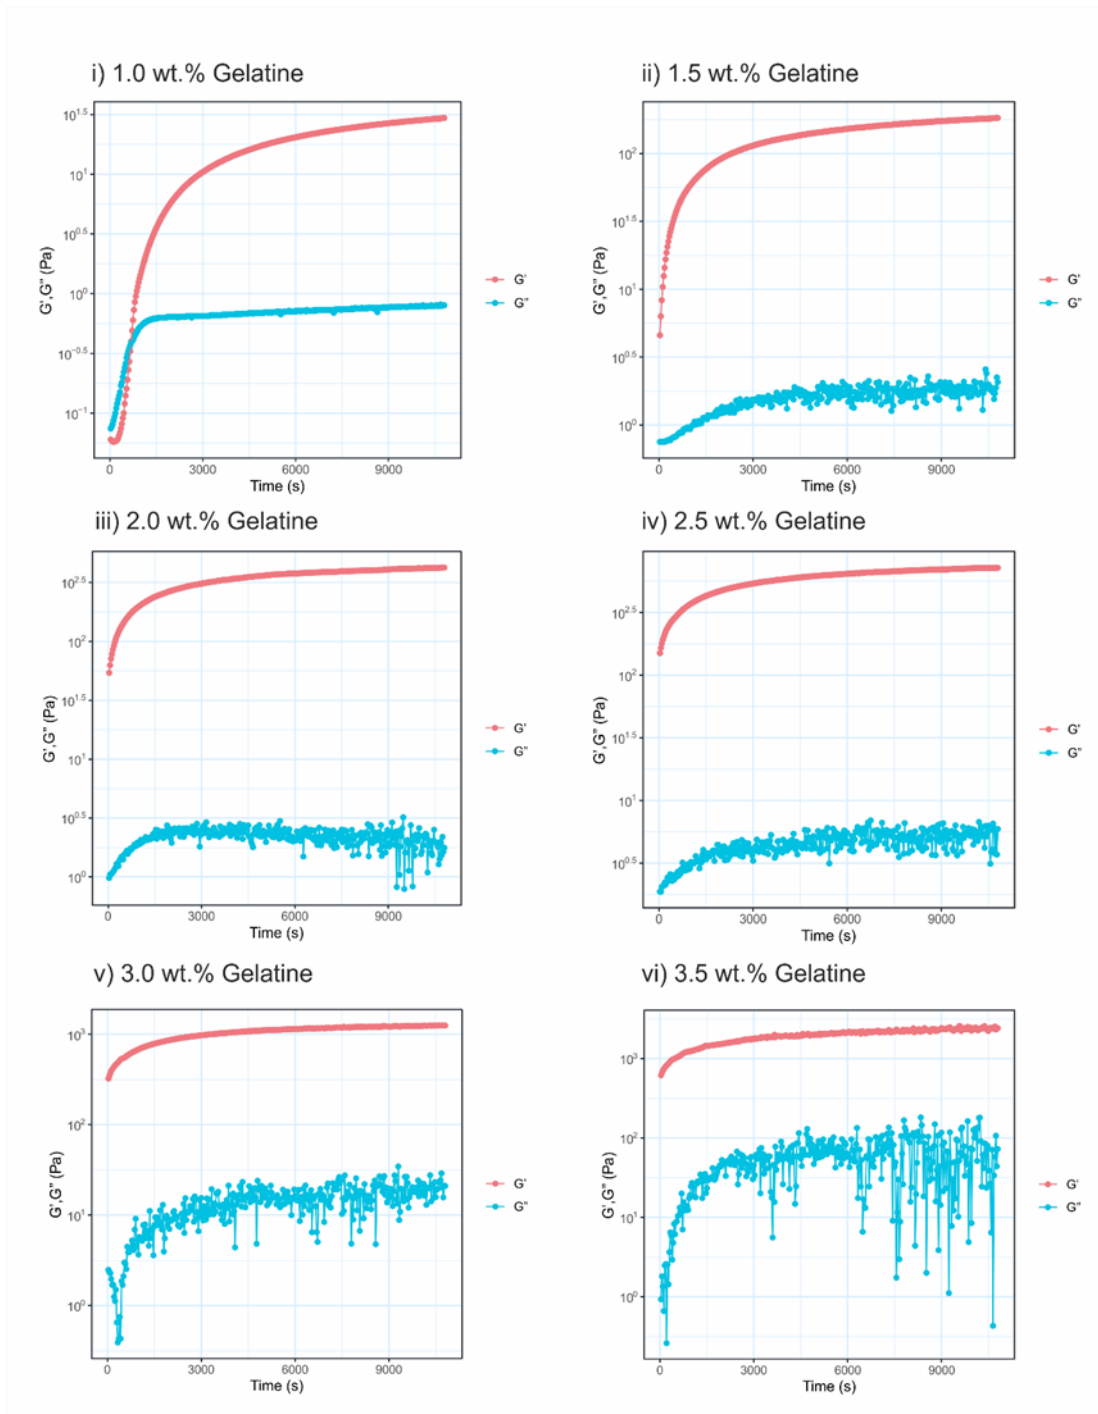 i) 1.0 wt.% Gelatine
10^1.5
10^1
10^0.5
10^0
10^−0.5
10^−1
G',G" (Pa)
0 3000 6000 9000
Time (s)
G'
G"
ii) 1.5 wt.% Gelatine
10^2
10^1.5
10^1
10^0.5
10^0
G',G" (Pa)
0 3000 6000 9000
Time (s)
G'
G"
iii) 2.0 wt.% Gelatine
10^2.5
10^2
10^1.5
10^1
10^0.5
10^0
G',G" (Pa)
0 3000 6000 9000
Time (s)
G'
G"
iv) 2.5 wt.% Gelatine
10^2.5
10^2
10^1.5
10^1
10^0.5
G',G" (Pa)
0 3000 6000 9000
Time (s)
G'
G"
v) 3.0 wt.% Gelatine
10^3
10^2
10^1
10^0
G',G" (Pa)
0 3000 6000 9000
Time (s)
G'
G"
vi) 3.5 wt.% Gelatine
10^3
10^2
10^1
10^0
G',G" (Pa)
0 3000 6000 9000
Time (s)
G'
G"